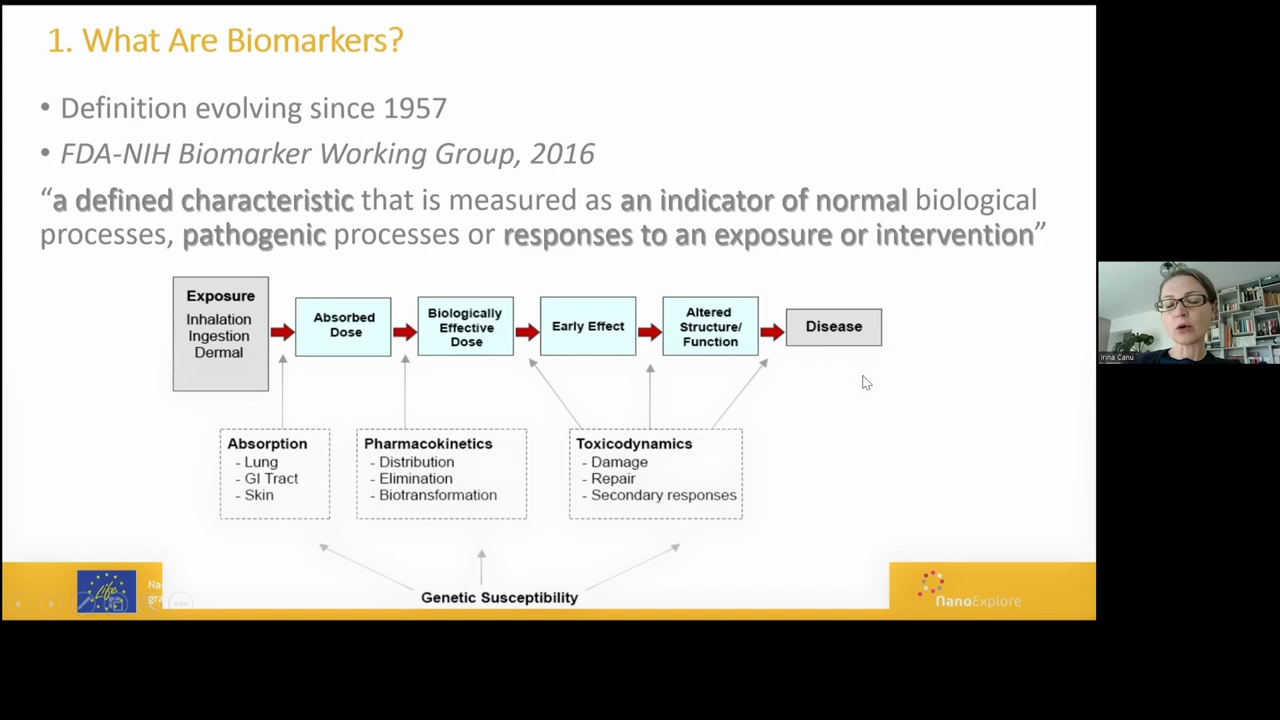 1. What Are Biomarkers?
• Definition evolving since 1957
• FDA-NIH Biomarker Working Group, 2016
“a defined characteristic that is measured as an indicator of normal biological
processes, pathogenic processes or responses to an exposure or intervention”
Exposure
Inhalation
Ingestion
Dermal
Absorbed
Dose
Biologically
Effective
Dose
Early Effect
Altered
Structure/
Function
Disease
Irina Canu
Absorption
- Lung
- GI Tract
- Skin
Pharmacokinetics
- Distribution
- Elimination
- Biotransformation
Toxicodynamics
- Damage
- Repair
- Secondary responses
Genetic Susceptibility
Life
Na
gra
NanoExplore